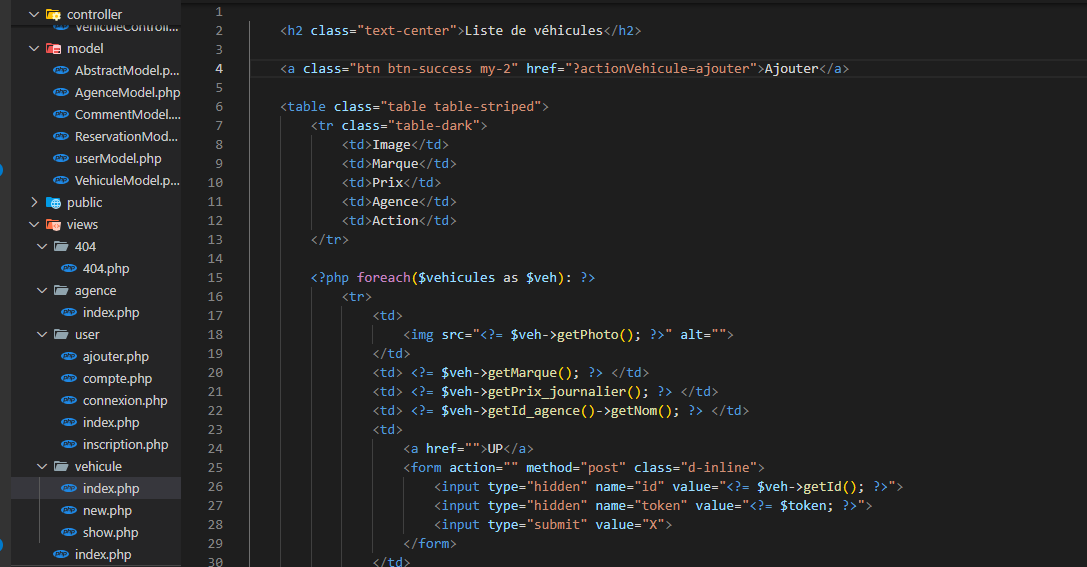 controller
VehiculeControll...
model
AbstractModel.p...
AgenceModel.php
CommentModel....
ReservationMod...
userModel.php
VehiculeModel.p...
public
views
404
404.php
agence
index.php
user
ajouter.php
compte.php
connexion.php
index.php
inscription.php
vehicule
index.php
new.php
show.php
index.php
1
2 <h2 class="text-center">Liste de véhicules</h2>
3
4 <a class="btn btn-success my-2" href="?actionVehicule=ajouter">Ajouter</a>
5
6 <table class="table table-striped">
7 <tr class="table-dark">
8 <td>Image</td>
9 <td>Marque</td>
10 <td>Prix</td>
11 <td>Agence</td>
12 <td>Action</td>
13 </tr>
14
15 <?php foreach($vehicules as $veh): ?>
16 <tr>
17 <td>
18 <img src="<?= $veh->getPhoto(); ?>" alt="">
19 </td>
20 <td> <?= $veh->getMarque(); ?> </td>
21 <td> <?= $veh->getPrix_journalier(); ?> </td>
22 <td> <?= $veh->getId_agence()->getNom(); ?> </td>
23 <td>
24 <a href="">UP</a>
25 <form action="" method="post" class="d-inline">
26 <input type="hidden" name="id" value="<?= $veh->getId(); ?>">
27 <input type="hidden" name="token" value="<?= $token; ?>">
28 <input type="submit" value="X">
29 </form>
30 </td>